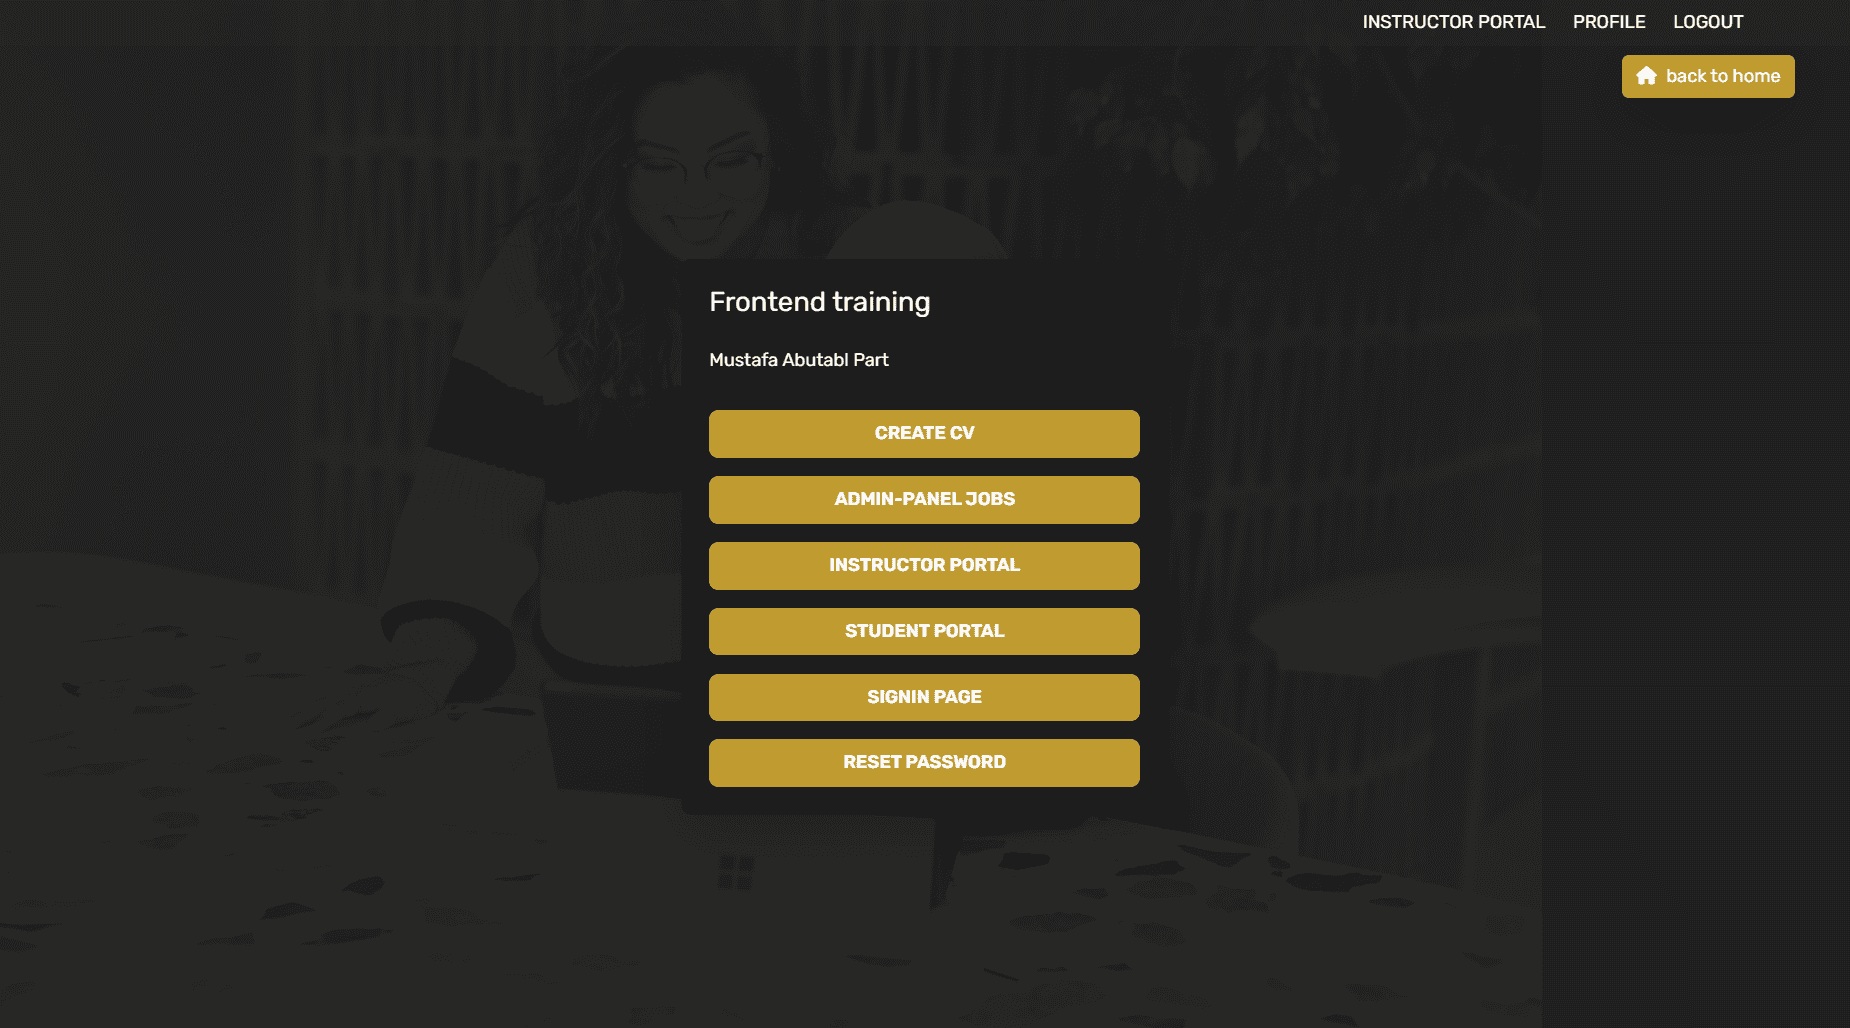 INSTRUCTOR PORTAL PROFILE LOGOUT
back to home
Frontend training
Mustafa Abutabl Part
CREATE CV
ADMIN-PANEL JOBS
INSTRUCTOR PORTAL
STUDENT PORTAL
SIGNIN PAGE
RESET PASSWORD